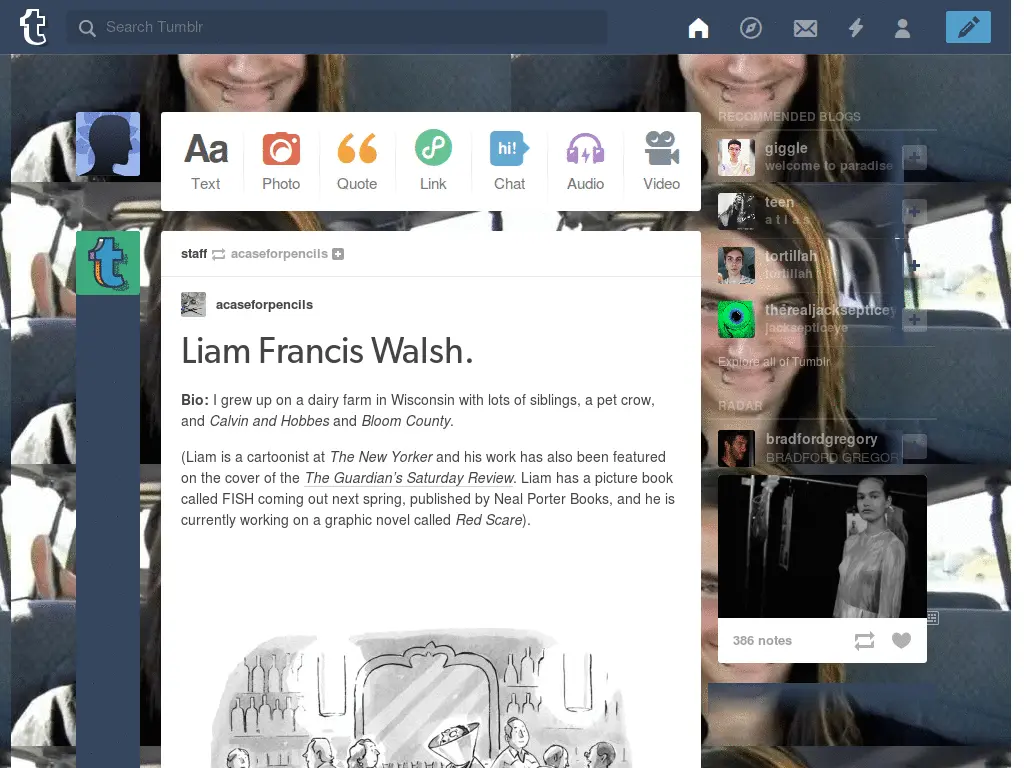 Search Tumblr
Aa
Text
Photo
Quote
Link
hi!
Chat
Audio
Video
staff acaseforpencils
acaseforpencils
Liam Francis Walsh.
Bio: I grew up on a dairy farm in Wisconsin with lots of siblings, a pet crow,
and Calvin and Hobbes and Bloom County.
(Liam is a cartoonist at The New Yorker and his work has also been featured
on the cover of the The Guardian’s Saturday Review. Liam has a picture book
called FISH coming out next spring, published by Neal Porter Books, and he is
currently working on a graphic novel called Red Scare).
RECOMMENDED BLOGS
giggle
welcome to paradise
teen
a t l a s
tortillah
tortillah
therealjacksepticey
jacksepticeye
Explore all of Tumblr
RADAR
bradfordgregory
BRADFORD GREGOR
386 notes